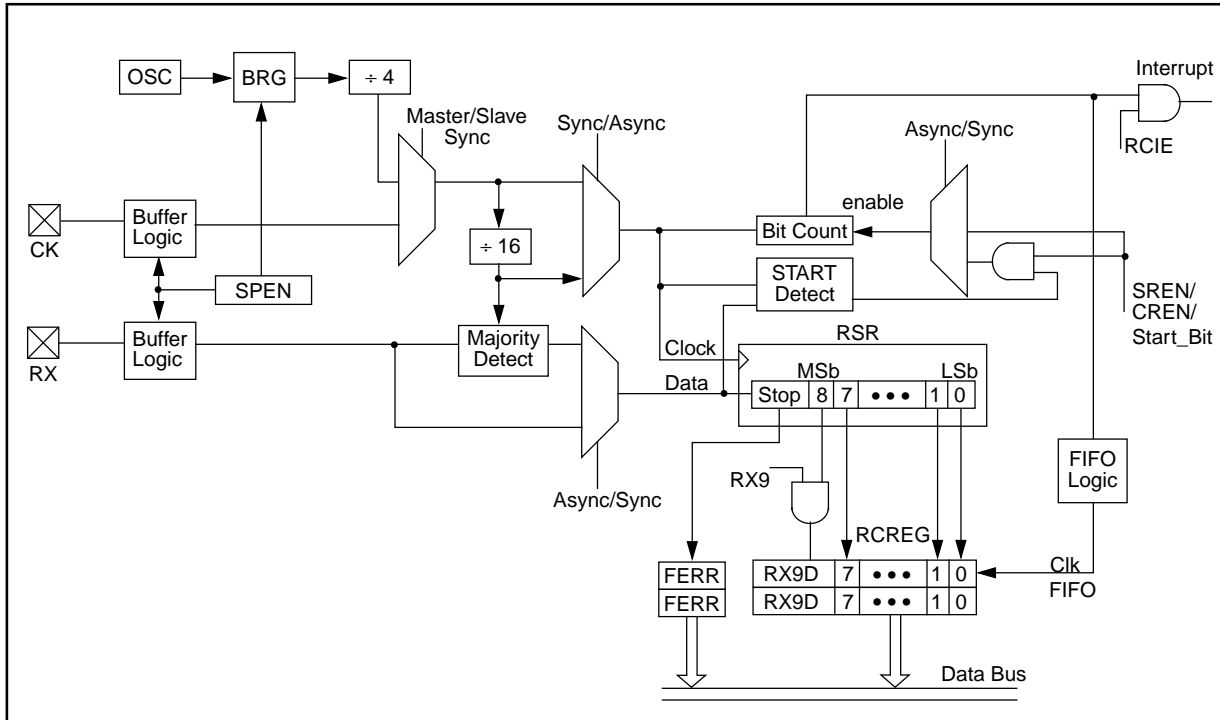 OSC
BRG
÷ 4
Interrupt
Master/Slave
Sync
Sync/Async
Async/Sync
RCIE
Buffer
Logic
CK
enable
Bit Count
÷ 16
SPEN
START
Detect
SREN/
CREN/
Start_Bit
Buffer
Logic
RX
Majority
Detect
Clock
RSR
MSb
LSb
Data
Stop 8 7 ••• 1 0
Async/Sync
RX9
FIFO
Logic
RCREG
Clk
FIFO
FERR
RX9D 7 ••• 1 0
FERR
RX9D 7 ••• 1 0
Data Bus